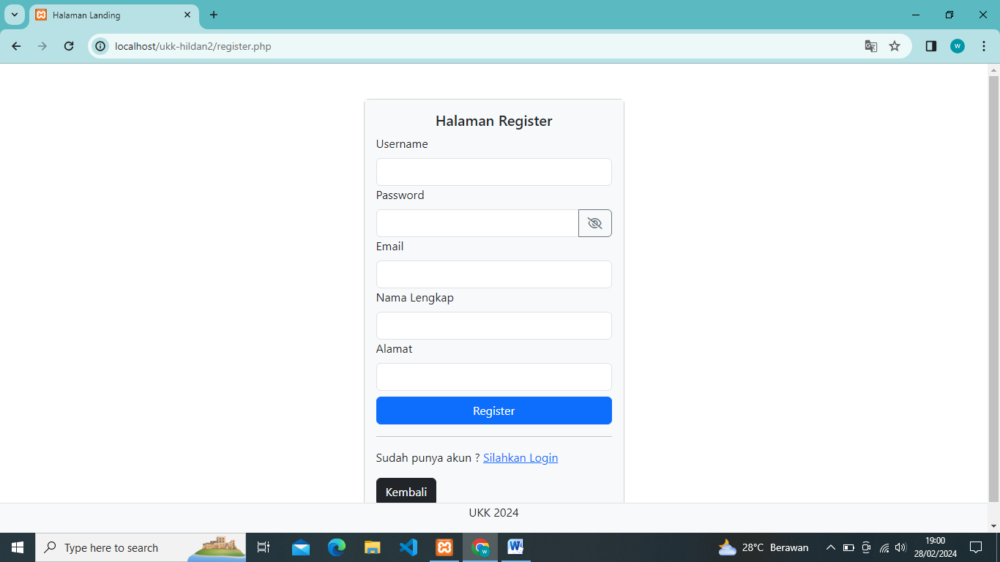 Halaman Landing
localhost/ukk-hildan2/register.php
W
Halaman Register
Username
Password
Email
Nama Lengkap
Alamat
Register
Sudah punya akun ? Silahkan Login
Kembali
UKK 2024
Type here to search
28°C Berawan
19:00
28/02/2024